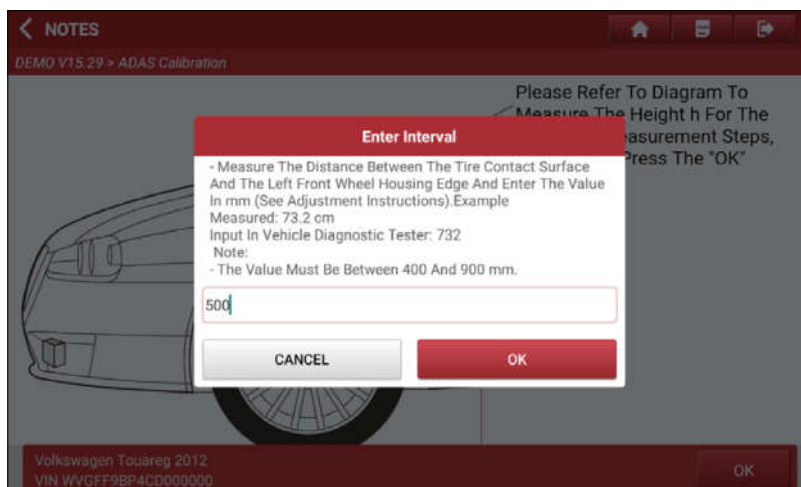 NOTES
DEMO V15.29 > ADAS Calibration
Please Refer To Diagram To
Measure The Height h For The
easurement Steps,
Press The "OK"
Enter Interval
- Measure The Distance Between The Tire Contact Surface
And The Left Front Wheel Housing Edge And Enter The Value
In mm (See Adjustment Instructions).Example
Measured: 73.2 cm
Input In Vehicle Diagnostic Tester: 732
Note:
- The Value Must Be Between 400 And 900 mm.
500
CANCEL
OK
Volkswagen Touareg 2012
VIN WVGFF9BP4CD000000
OK